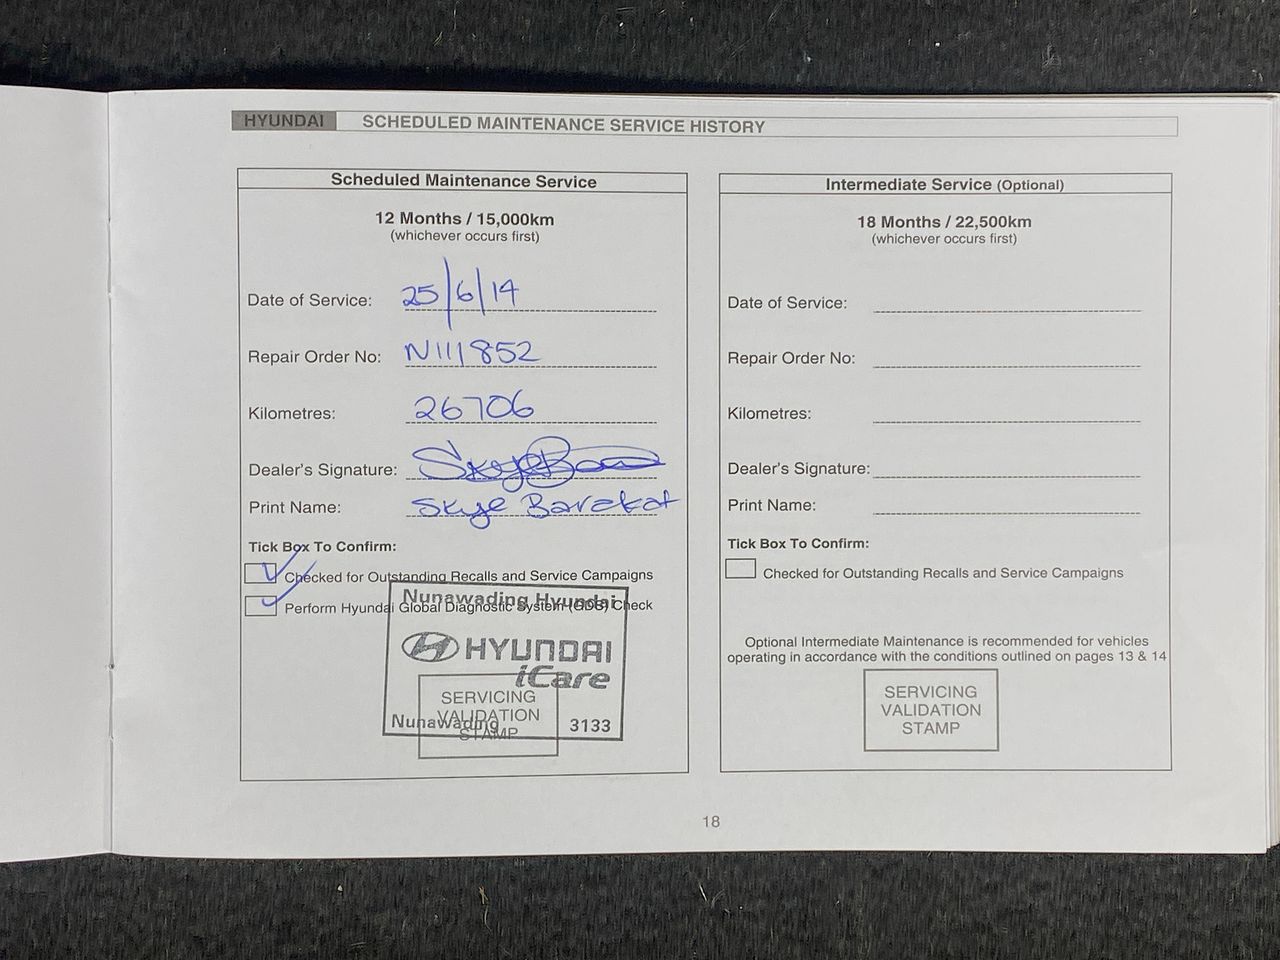 HYUNDAI SCHEDULED MAINTENANCE SERVICE HISTORY
Scheduled Maintenance Service
12 Months / 15,000km
(whichever occurs first)
Date of Service: 25/6/14
Repair Order No: N111852
Kilometres: 26706
Dealer's Signature: Skye Barakat
Print Name: Skye Barakat
Tick Box To Confirm:
Checked for Outstanding Recalls and Service Campaigns
Perform Hyundai Global Diagnostic System (GDS) Check
Nunawading Hyundai
HYUNDAI
iCare
SERVICING
VALIDATION
STAMP
Nunawading 3133
Intermediate Service (Optional)
18 Months / 22,500km
(whichever occurs first)
Date of Service:
Repair Order No:
Kilometres:
Dealer's Signature:
Print Name:
Tick Box To Confirm:
Checked for Outstanding Recalls and Service Campaigns
Optional Intermediate Maintenance is recommended for vehicles
operating in accordance with the conditions outlined on pages 13 & 14
SERVICING
VALIDATION
STAMP
18